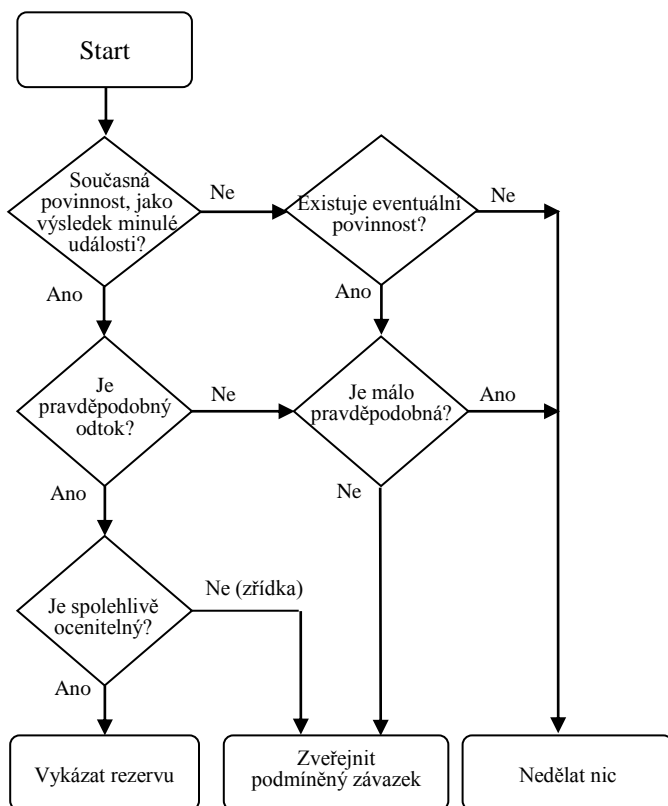 Start
Současná
povinnost, jako
výsledek minulé
události?
Ne
Existuje eventuální
povinnost?
Ne
Ano
Ano
Je
pravděpodobný
odtok?
Ne
Je málo
pravděpodobná?
Ano
Ano
Ne
Je spolehlivě
ocenitelný?
Ne (zřídka)
Ano
Vykázat rezervu
Zveřejnit
podmíněný závazek
Nedělat nic